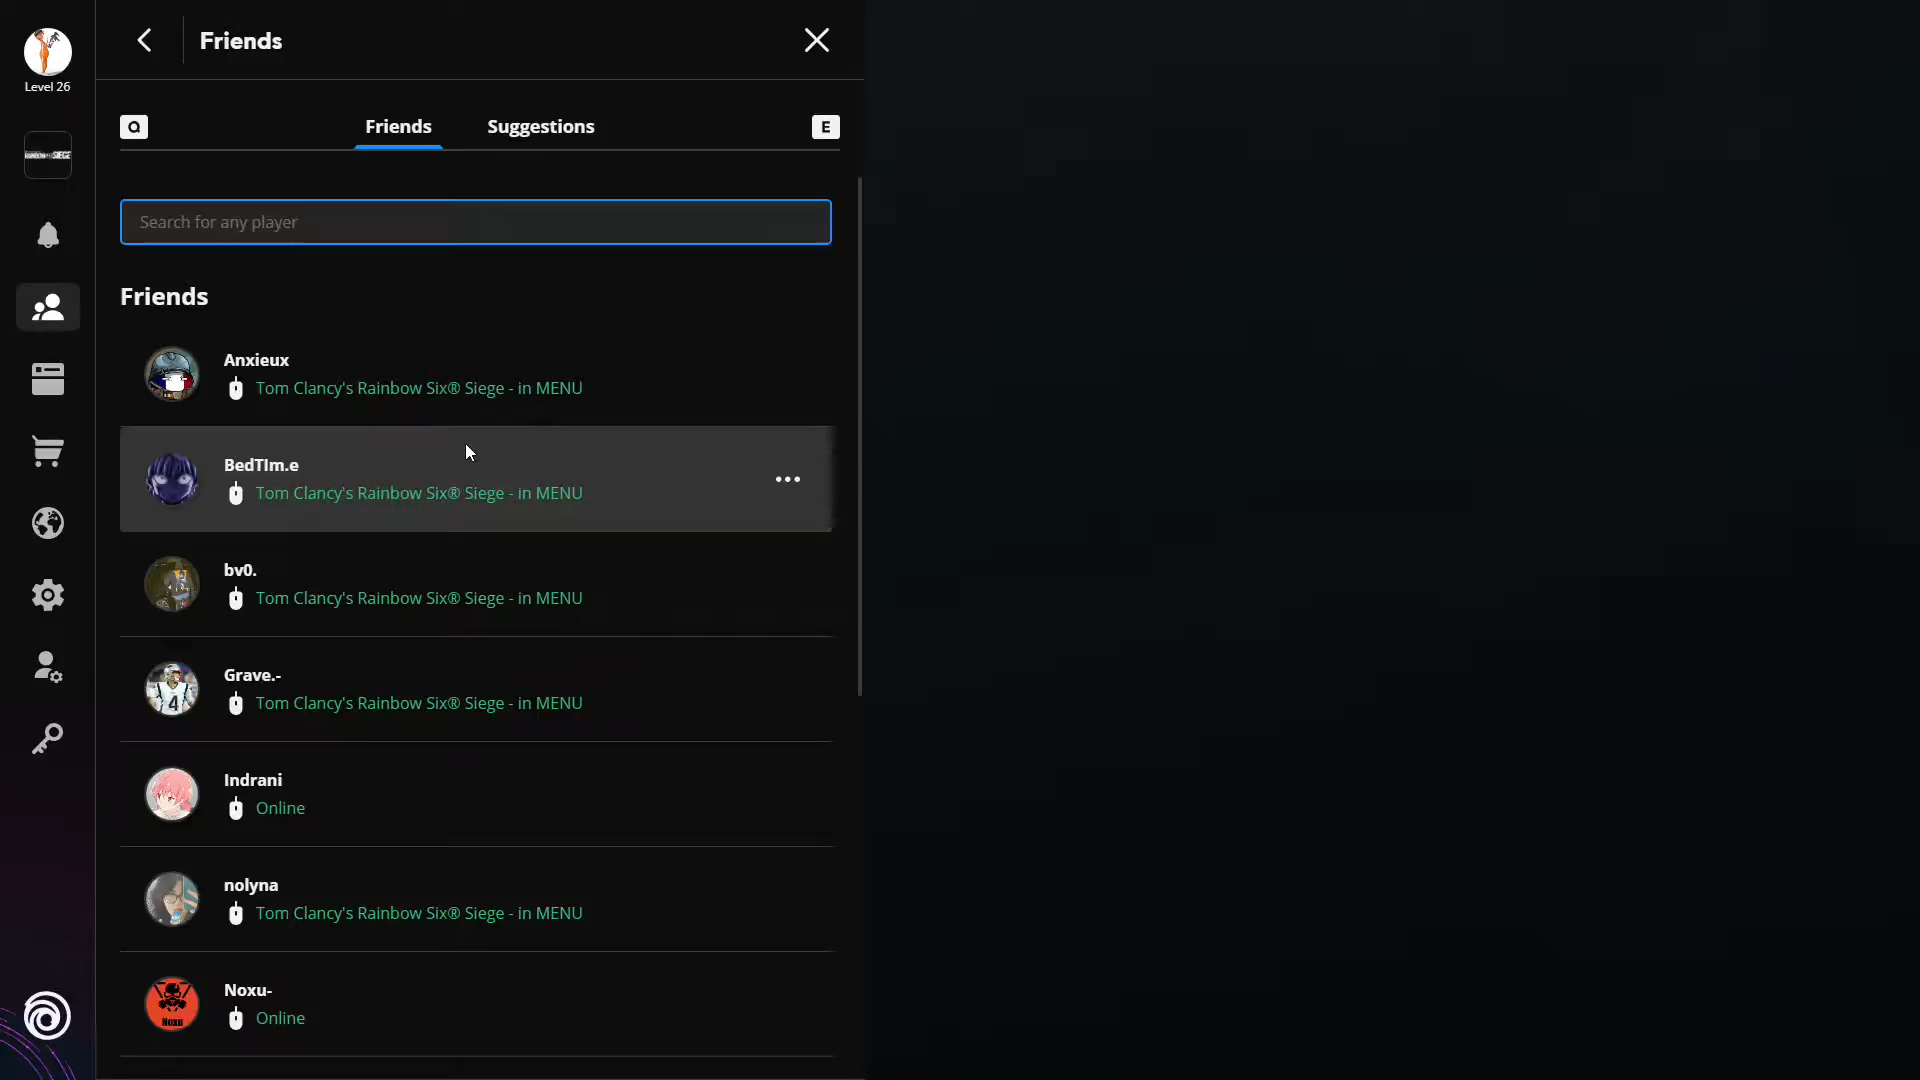 Level 26
Friends
Q
Friends
Suggestions
E
Search for any player
Friends
Anxieux
Tom Clancy's Rainbow Six® Siege - in MENU
BedTIm.e
Tom Clancy's Rainbow Six® Siege - in MENU
bv0.
Tom Clancy's Rainbow Six® Siege - in MENU
Grave.-
4
Tom Clancy's Rainbow Six® Siege - in MENU
Indrani
Online
nolyna
Tom Clancy's Rainbow Six® Siege - in MENU
Noxu-
Noxu
Online